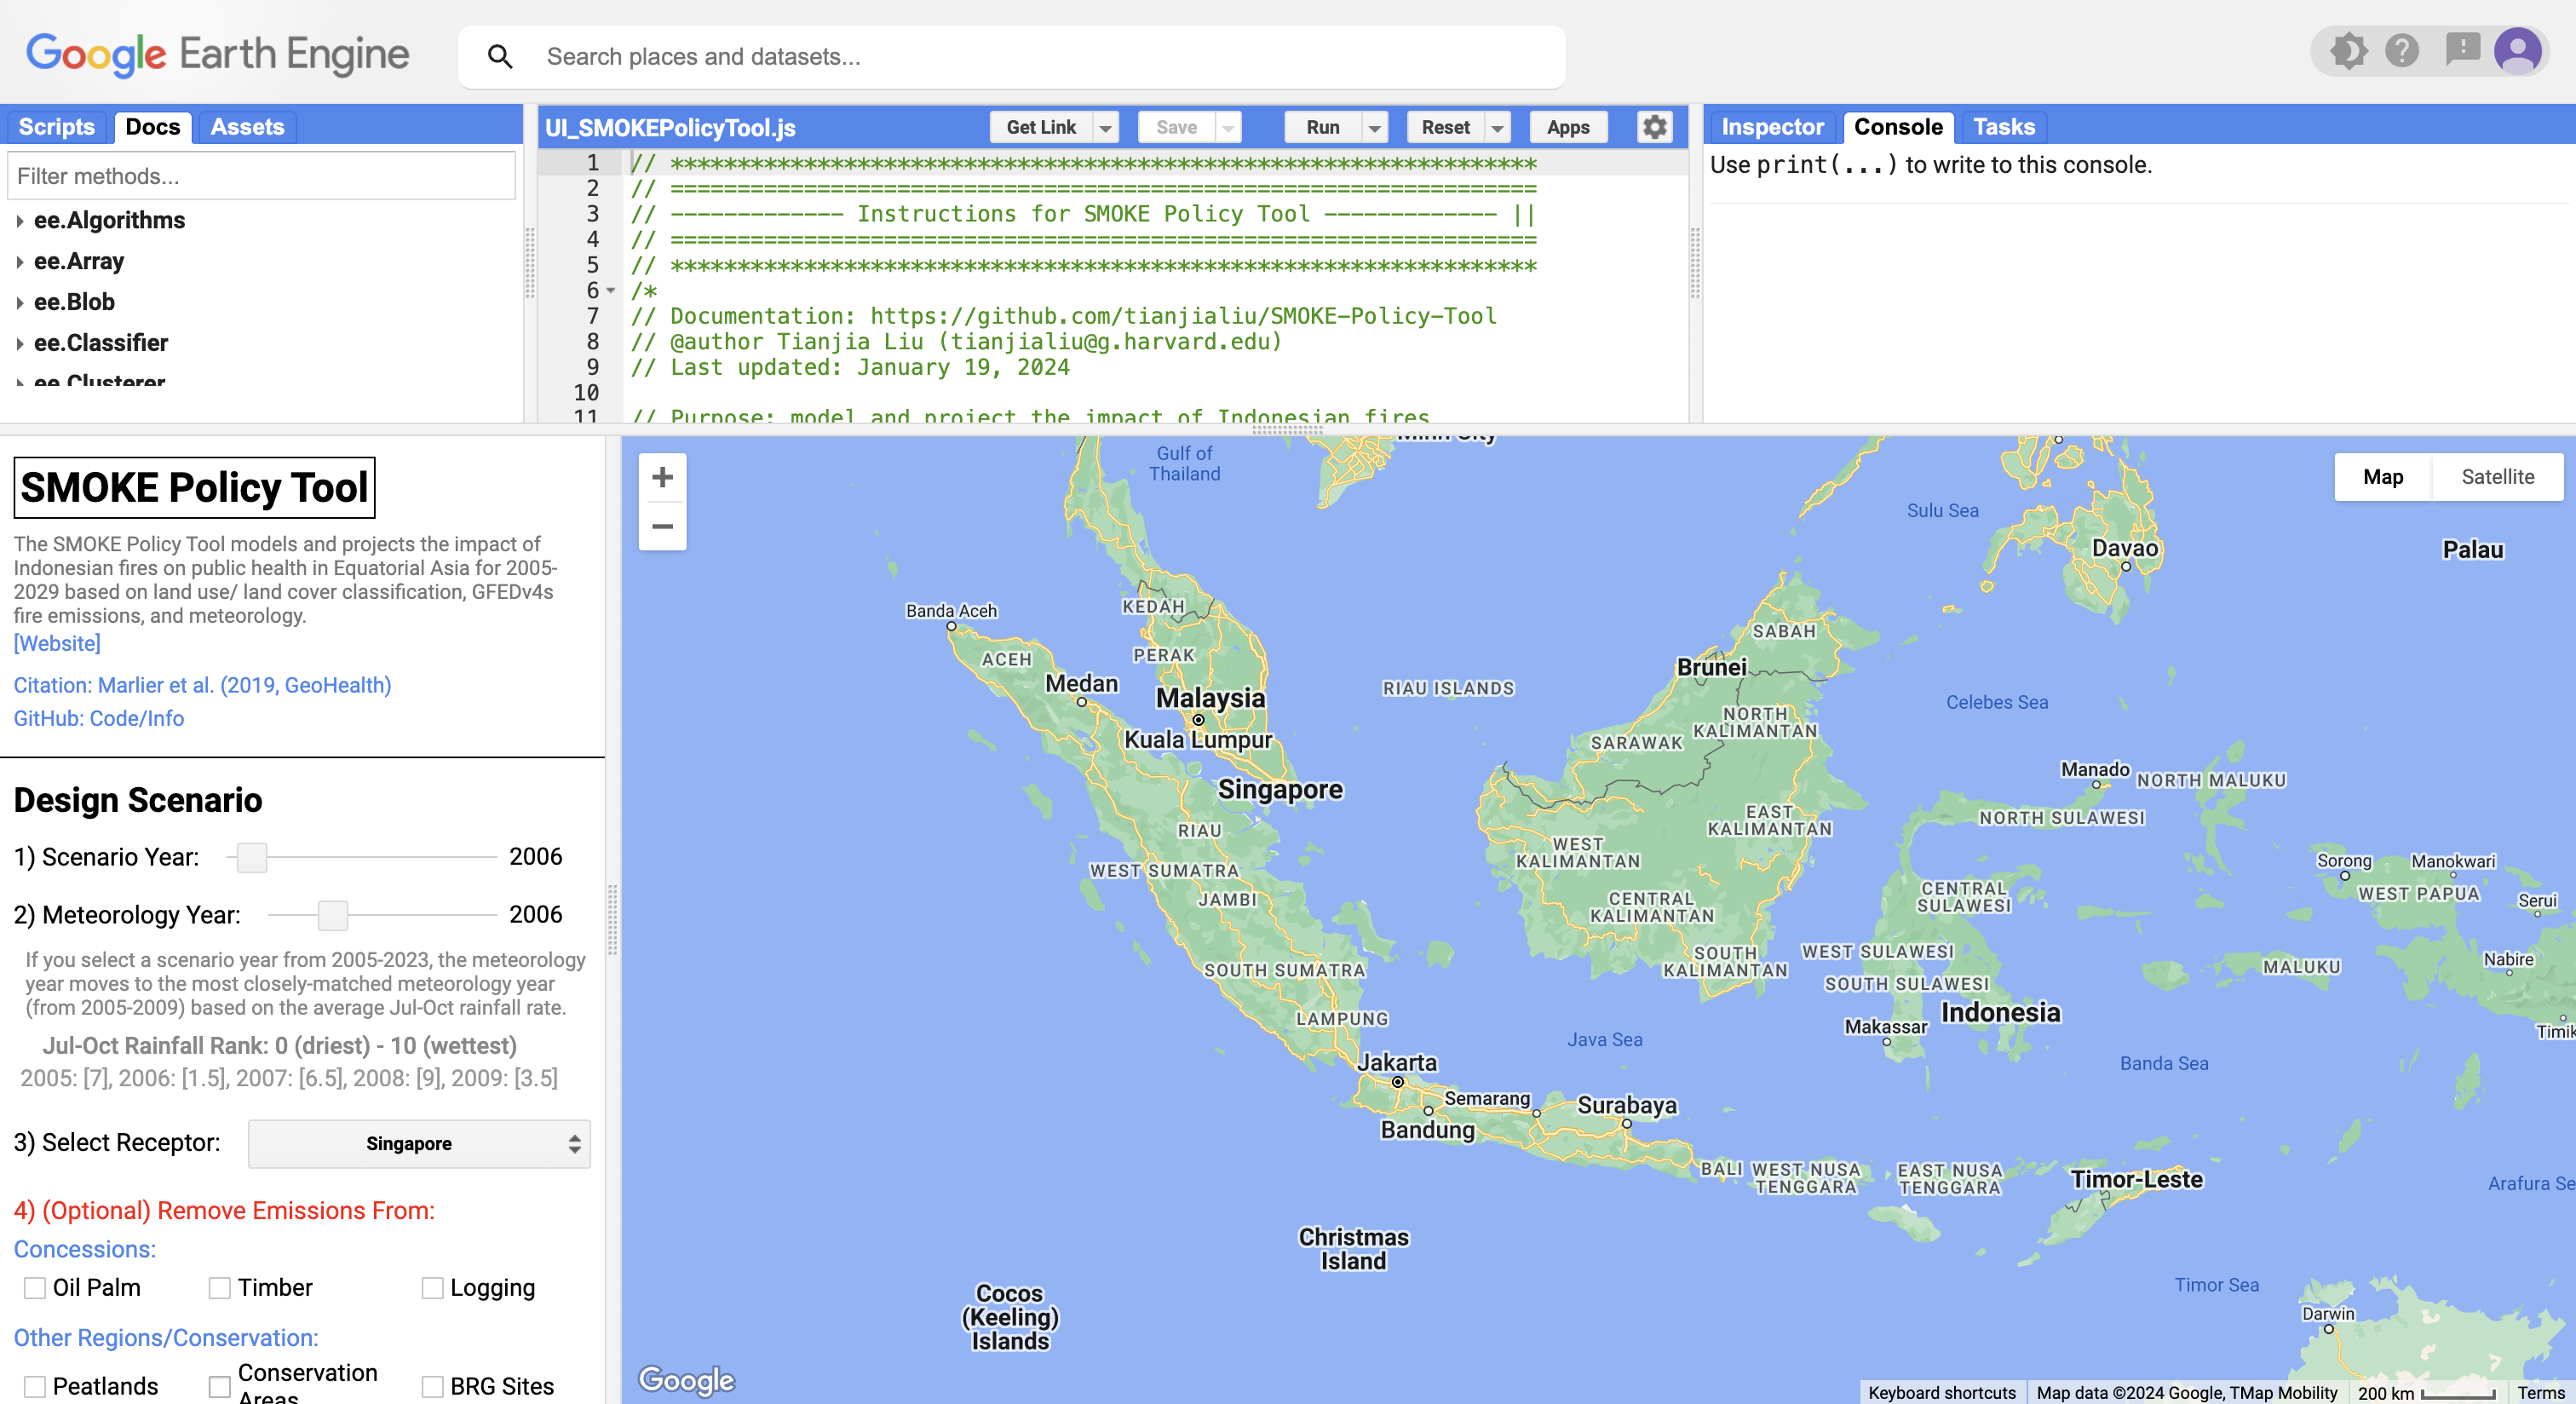 Google Earth Engine
Search places and datasets...
Scripts Docs Assets
Filter methods...
ee.Algorithms
ee.Array
ee.Blob
ee.Classifier
ee.Clusterer
UI_SMOKEPolicyTool.js
Get Link Save Run Reset Apps
1 // *****************************************************************
2 // =================================================================
3 // ------------- Instructions for SMOKE Policy Tool ------------- ||
4 // =================================================================
5 // *****************************************************************
6 /*
7 // Documentation: https://github.com/tianjialiu/SMOKE-Policy-Tool
8 // @author Tianjia Liu (tianjialiu@g.harvard.edu)
9 // Last updated: January 19, 2024
10
11 // Purpose: model and project the impact of Indonesian fires
Inspector Console Tasks
Use print(...) to write to this console.
SMOKE Policy Tool
The SMOKE Policy Tool models and projects the impact of
Indonesian fires on public health in Equatorial Asia for 2005-
2029 based on land use/ land cover classification, GFEDv4s
fire emissions, and meteorology.
[Website]
Citation: Marlier et al. (2019, GeoHealth)
GitHub: Code/Info
Design Scenario
1) Scenario Year: 2006
2) Meteorology Year: 2006
If you select a scenario year from 2005-2023, the meteorology
year moves to the most closely-matched meteorology year
(from 2005-2009) based on the average Jul-Oct rainfall rate.
Jul-Oct Rainfall Rank: 0 (driest) - 10 (wettest)
2005: [7], 2006: [1.5], 2007: [6.5], 2008: [9], 2009: [3.5]
3) Select Receptor: Singapore
4) (Optional) Remove Emissions From:
Concessions:
Oil Palm Timber Logging
Other Regions/Conservation:
Peatlands Conservation
Areas BRG Sites
+
−
Map Satellite
Minh City
Gulf of
Thailand
Sulu Sea
Davao
Palau
Banda Aceh
KEDAH
ACEH
PERAK
SABAH
Brunei
Medan
Malaysia
RIAU ISLANDS
Celebes Sea
NORTH
KALIMANTAN
Kuala Lumpur
SARAWAK
Manado
NORTH MALUKU
Singapore
EAST
KALIMANTAN
NORTH SULAWESI
RIAU
WEST
KALIMANTAN
Sorong
Manokwari
WEST SUMATRA
JAMBI
CENTRAL
KALIMANTAN
CENTRAL
SULAWESI
WEST PAPUA
Serui
SOUTH
KALIMANTAN
WEST SULAWESI
Nabire
SOUTH SUMATRA
MALUKU
SOUTH SULAWESI
LAMPUNG
Indonesia
Makassar
Timik
Java Sea
Jakarta
Banda Sea
Semarang
Surabaya
Bandung
BALI
WEST NUSA
TENGGARA
EAST NUSA
TENGGARA
Timor-Leste
Arafura Se
Christmas
Island
Timor Sea
Cocos
(Keeling)
Islands
Darwin
Google
Keyboard shortcuts Map data ©2024 Google, TMap Mobility 200 km Terms